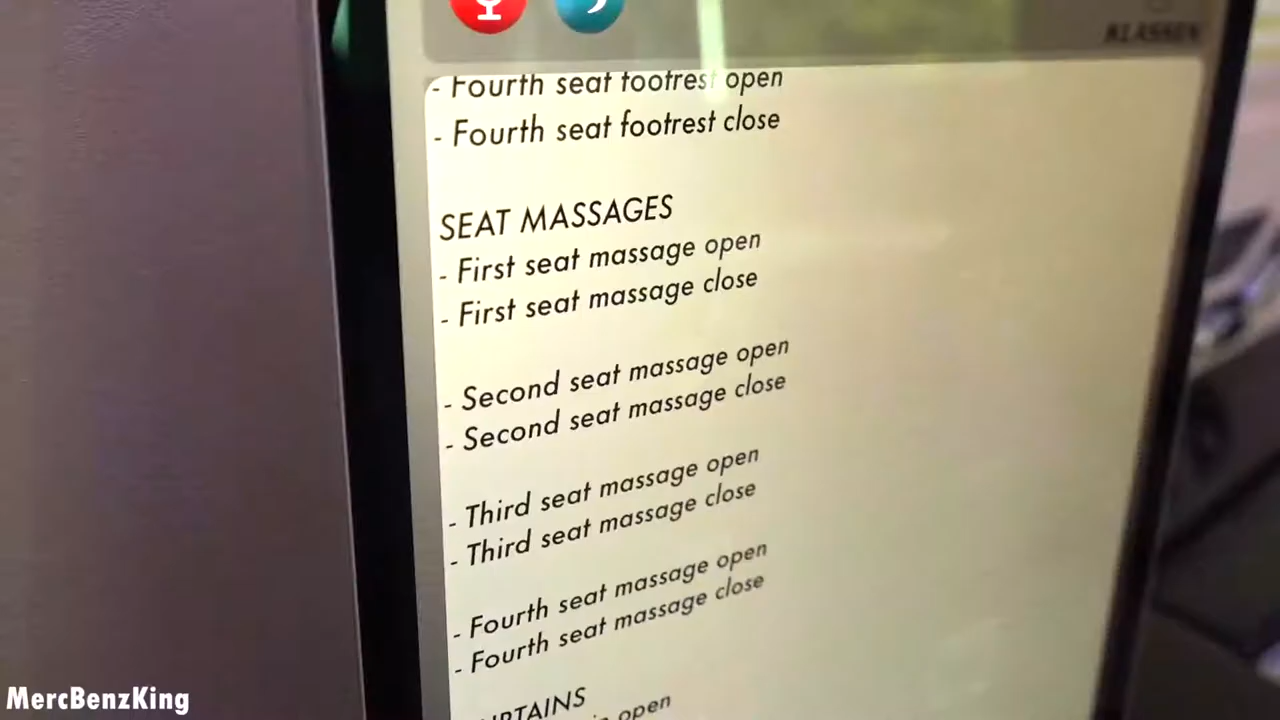 KLASSEN
- Fourth seat footrest open
- Fourth seat footrest close
SEAT MASSAGES
- First seat massage open
- First seat massage close
- Second seat massage open
- Second seat massage close
- Third seat massage open
- Third seat massage close
- Fourth seat massage open
- Fourth seat massage close
open
MercBenzKing